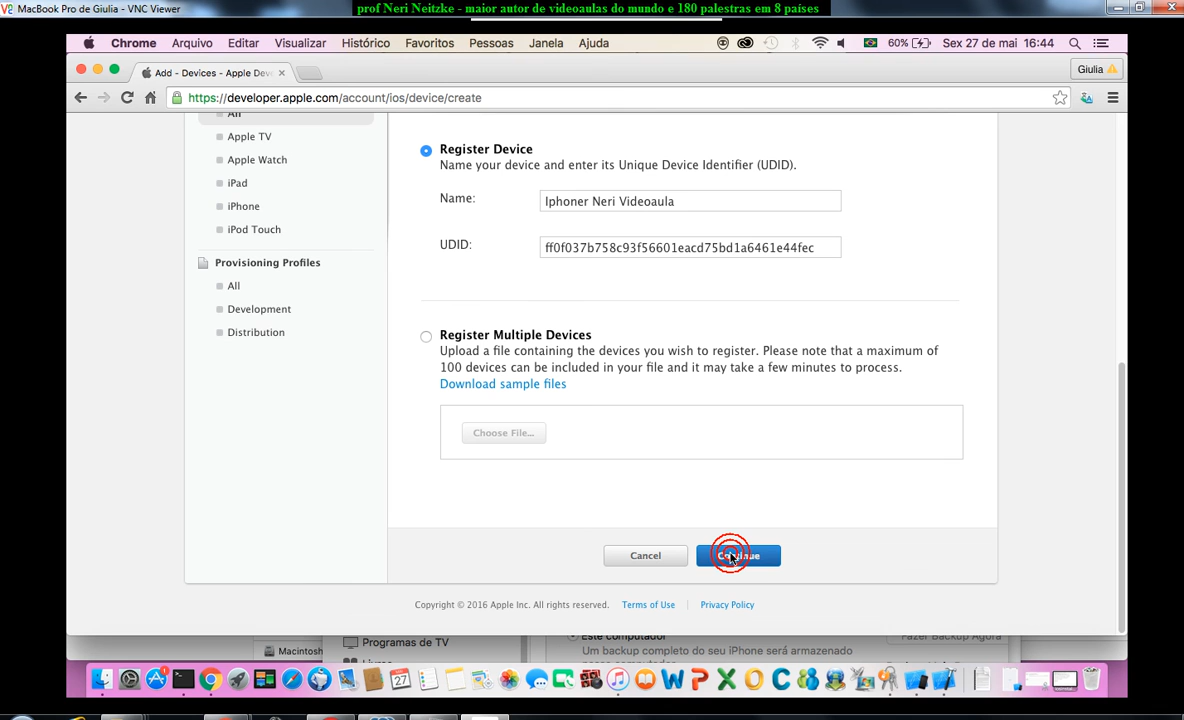 MacBook Pro de Giulia - VNC Viewer
prof Neri Neitzke - maior autor de videoaulas do mundo e 180 palestras em 8 países
Chrome Arquivo Editar Visualizar Histórico Favoritos Pessoas Janela Ajuda 60% Sex 27 de mai 16:44
Add - Devices - Apple Deve
Giulia
https://developer.apple.com/account/ios/device/create
All
Apple TV
Apple Watch
iPad
iPhone
iPod Touch
Provisioning Profiles
All
Development
Distribution
Register Device
Name your device and enter its Unique Device Identifier (UDID).
Name: Iphoner Neri Videoaula
UDID: ff0f037b758c93f56601eacd75bd1a6461e44fec
Register Multiple Devices
Upload a file containing the devices you wish to register. Please note that a maximum of
100 devices can be included in your file and it may take a few minutes to process.
Download sample files
Choose File...
Cancel Continue
Copyright © 2016 Apple Inc. All rights reserved. Terms of Use Privacy Policy
Macintosh
Programas de TV
Este computador
Fazer Backup Agora
Um backup completo do seu iPhone será armazenado